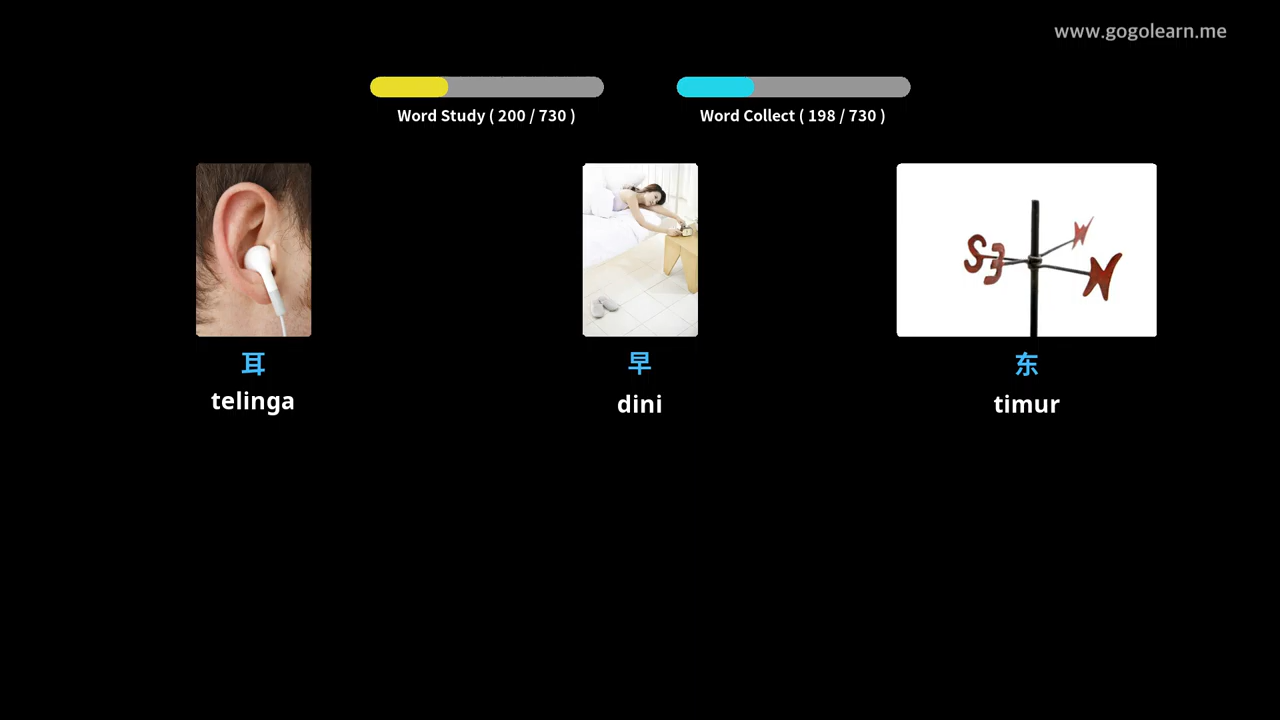 www.gogolearn.me
Word Study ( 200 / 730 )
Word Collect ( 198 / 730 )
S
E
N
W
耳
早
东
telinga
dini
timur